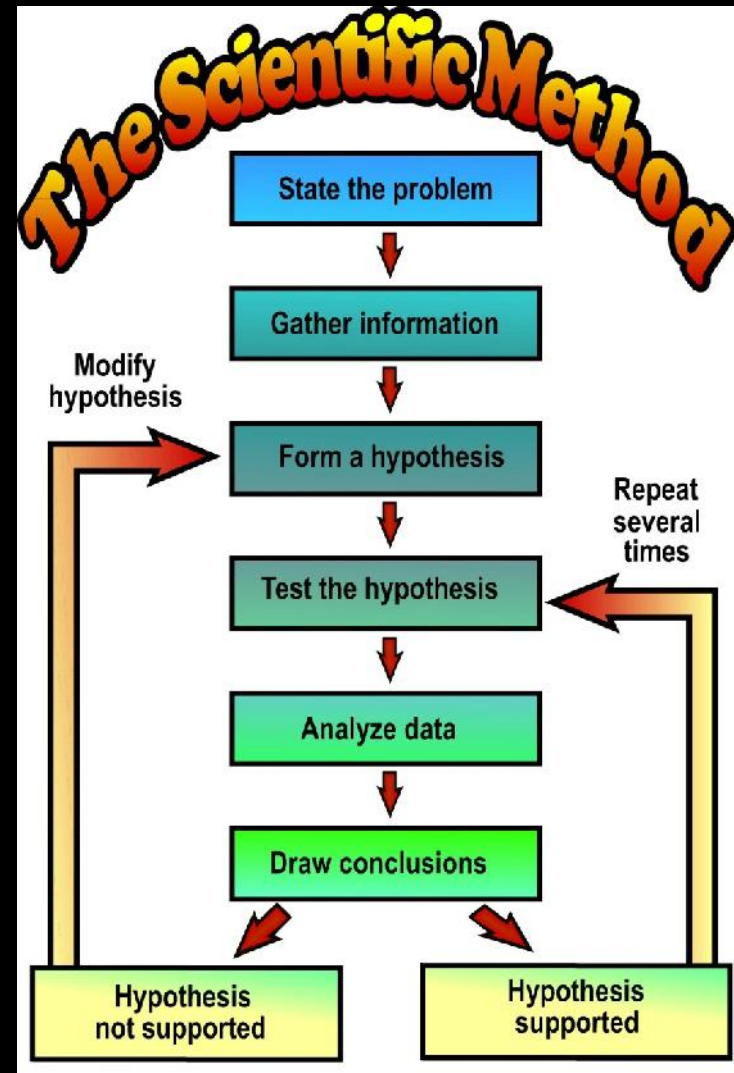 The Scientific Method
State the problem
Gather information
Modify
hypothesis
Form a hypothesis
Repeat
several
times
Test the hypothesis
Analyze data
Draw conclusions
Hypothesis
not supported
Hypothesis
supported